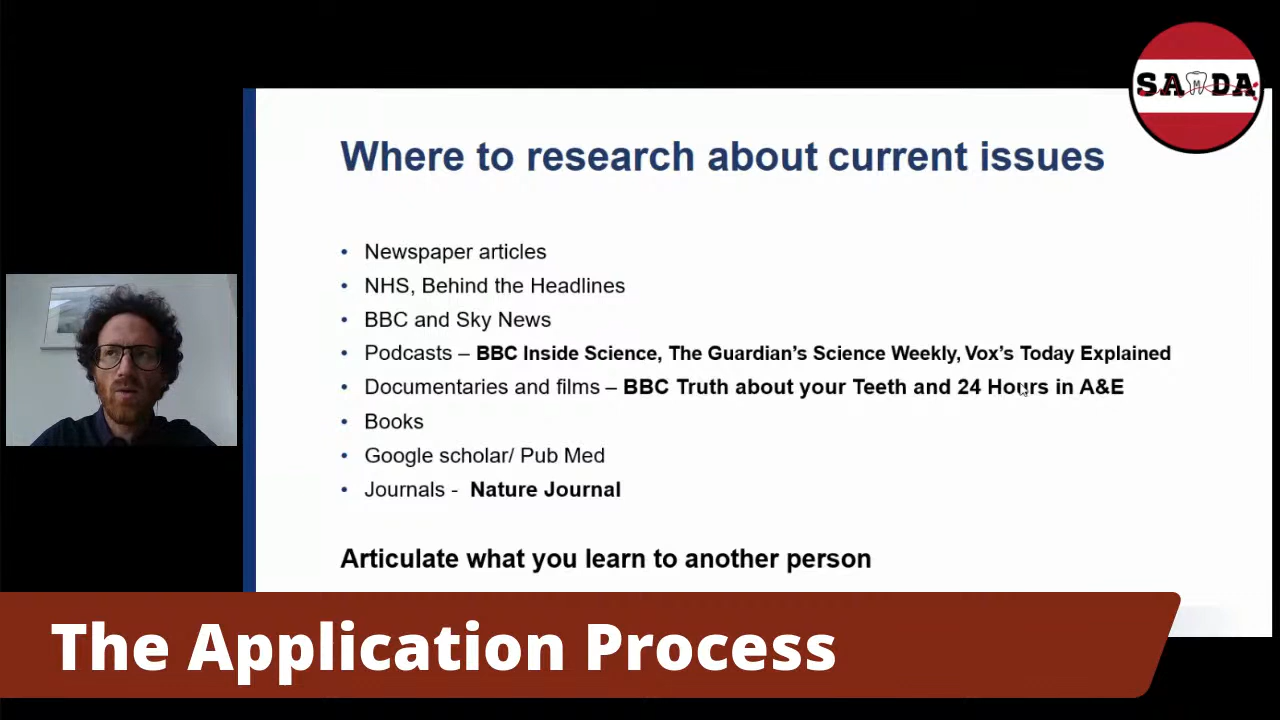 SAMDA
Where to research about current issues
• Newspaper articles
• NHS, Behind the Headlines
• BBC and Sky News
• Podcasts – BBC Inside Science, The Guardian’s Science Weekly, Vox’s Today Explained
• Documentaries and films – BBC Truth about your Teeth and 24 Hours in A&E
• Books
• Google scholar/ Pub Med
• Journals - Nature Journal
Articulate what you learn to another person
The Application Process